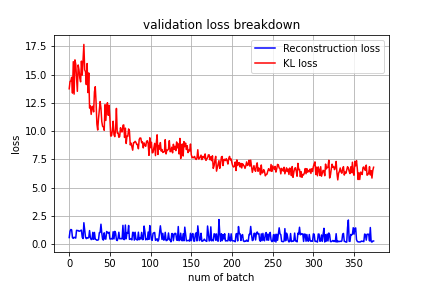 validation loss breakdown
Reconstruction loss
KL loss
17.5
15.0
12.5
10.0
7.5
5.0
2.5
0.0
loss
0 50 100 150 200 250 300 350
num of batch